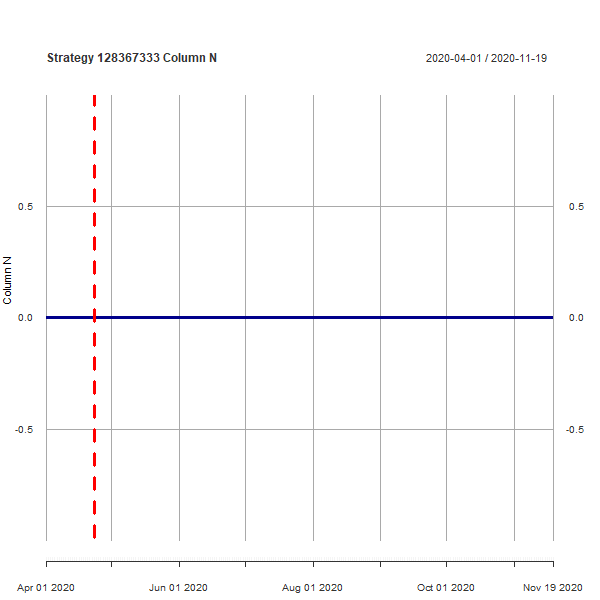 Strategy 128367333 Column N
2020-04-01 / 2020-11-19
0.5
0.5
Column N
0.0
0.0
-0.5
-0.5
Apr 01 2020
Jun 01 2020
Aug 01 2020
Oct 01 2020
Nov 19 2020